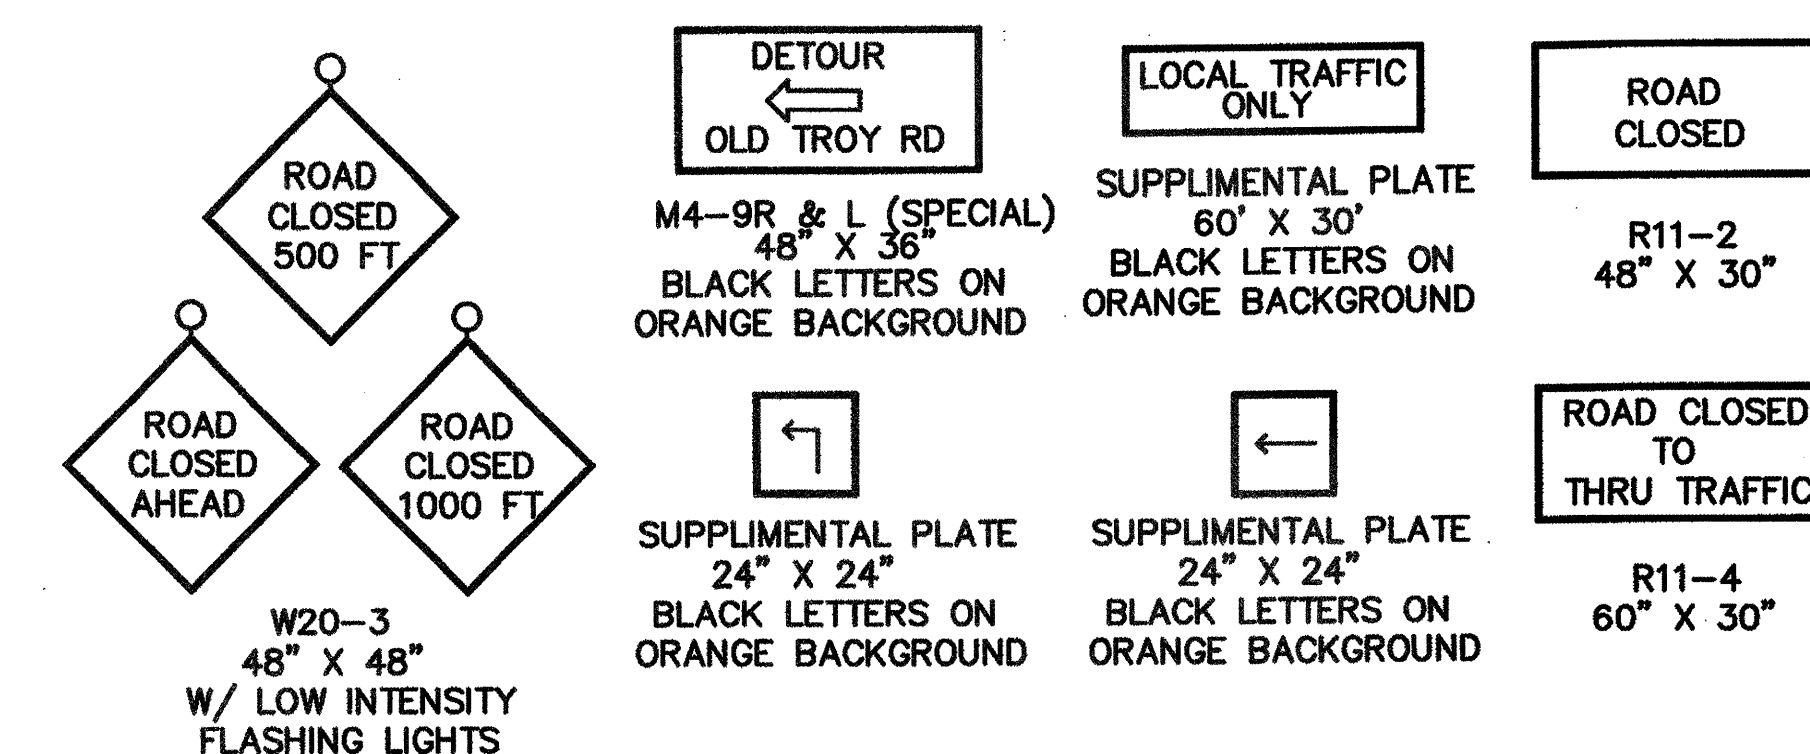 ROAD
CLOSED
500 FT
ROAD
CLOSED
AHEAD
ROAD
CLOSED
1000 FT
W20-3
48" X 48"
W/ LOW INTENSITY
FLASHING LIGHTS
DETOUR
OLD TROY RD
M4-9R & L (SPECIAL)
48" X 36"
BLACK LETTERS ON
ORANGE BACKGROUND
LOCAL TRAFFIC
ONLY
SUPPLIMENTAL PLATE
60' X 30'
BLACK LETTERS ON
ORANGE BACKGROUND
ROAD
CLOSED
R11-2
48" X 30"
SUPPLIMENTAL PLATE
24" X 24"
BLACK LETTERS ON
ORANGE BACKGROUND
SUPPLIMENTAL PLATE
24" X 24"
BLACK LETTERS ON
ORANGE BACKGROUND
ROAD CLOSED
TO
THRU TRAFFIC
R11-4
60" X 30"